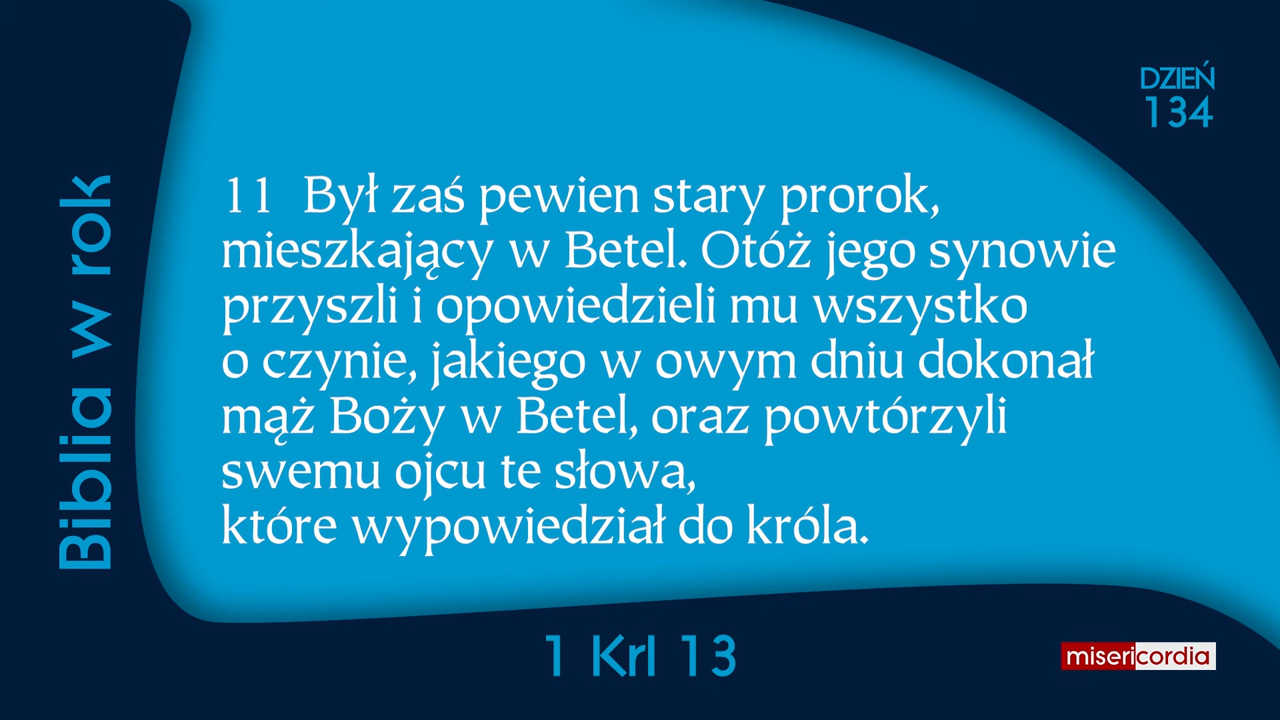 DZIEŃ
134
Biblia w rok
11 Był zaś pewien stary prorok,
mieszkający w Betel. Otóż jego synowie
przyszli i opowiedzieli mu wszystko
o czynie, jakiego w owym dniu dokonał
mąż Boży w Betel, oraz powtórzyli
swemu ojcu te słowa,
które wypowiedział do króla.
1 Krl 13
misericordia